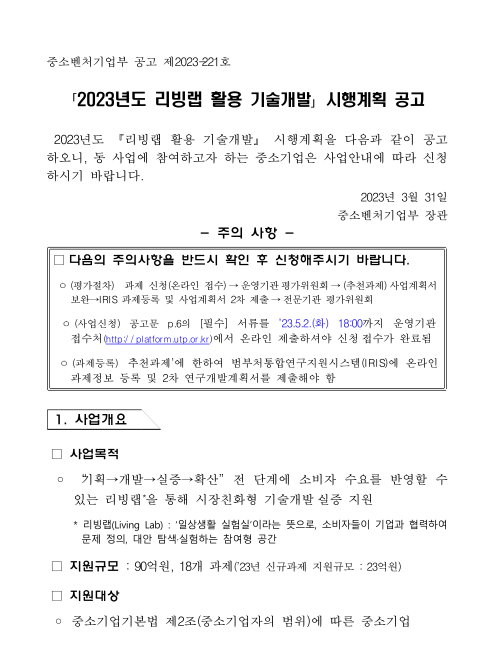 중소벤처기업부 공고 제2023-221호
「2023년도 리빙랩 활용 기술개발」 시행계획 공고
2023년도 『리빙랩 활용 기술개발』 시행계획을 다음과 같이 공고
하오니, 동 사업에 참여하고자 하는 중소기업은 사업안내에 따라 신청
하시기 바랍니다.
2023년 3월 31일
중소벤처기업부 장관
- 주의 사항 -
□ 다음의 주의사항을 반드시 확인 후 신청해주시기 바랍니다.
ㅇ (평가절차) 과제 신청(온라인 접수) → 운영기관 평가위원회 → (추천과제) 사업계획서
보완→IRIS 과제등록 및 사업계획서 2차 제출 → 전문기관 평가위원회
ㅇ (사업신청) 공고문 p.6의 [필수] 서류를 '23.5.2.(화) 18:00까지 운영기관
접수처(http://platform.utp.or.kr)에서 온라인 제출하셔야 신청 접수가 완료됨
ㅇ (과제등록) 추천과제'에 한하여 범부처통합연구지원시스템(IRIS)에 온라인
과제정보 등록 및 2차 연구개발계획서를 제출해야 함
1. 사업개요
□ 사업목적
ㅇ “기획→개발→실증→확산” 전 단계에 소비자 수요를 반영할 수
있는 리빙랩*을 통해 시장친화형 기술개발 실증 지원
* 리빙랩(Living Lab) : '일상생활 실험실'이라는 뜻으로, 소비자들이 기업과 협력하여
문제 정의, 대안 탐색·실험하는 참여형 공간
□ 지원규모 : 90억원, 18개 과제('23년 신규과제 지원규모 : 23억원)
□ 지원대상
ㅇ 중소기업기본법 제2조(중소기업자의 범위)에 따른 중소기업